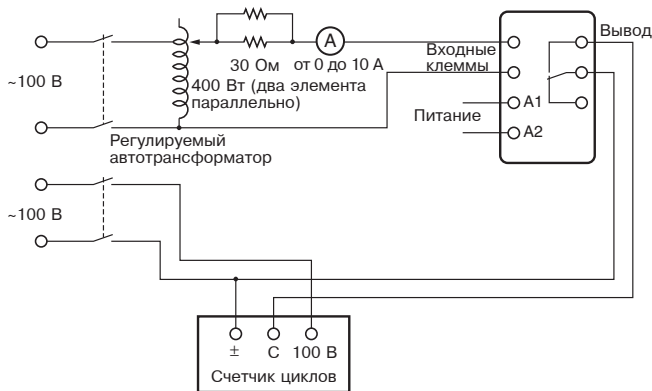 ~100 В
A
30 Ом
от 0 до 10 А
400 Вт (два элемента
параллельно)
Регулируемый
автотрансформатор
Входные
клеммы
Питание
A1
A2
Вывод
~100 В
±
C
100 В
Счетчик циклов